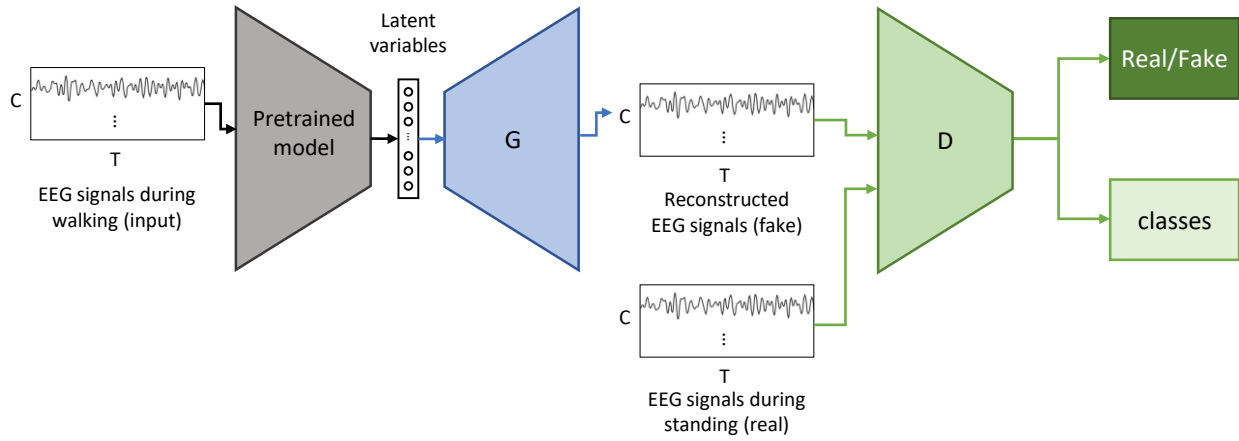 Latent
variables
C
⋮
T
EEG signals during
walking (input)
Pretrained
model
...
G
C
⋮
T
Reconstructed
EEG signals (fake)
C
⋮
T
EEG signals during
standing (real)
D
Real/Fake
classes